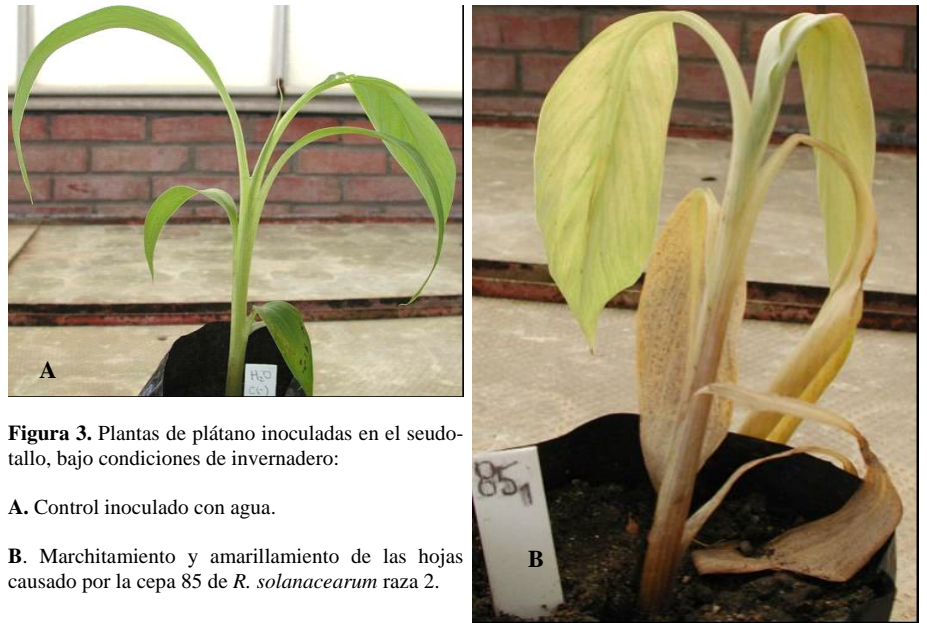 A
H₂O
C(-)
Figura 3. Plantas de plátano inoculadas en el seudo-
tallo, bajo condiciones de invernadero:
A. Control inoculado con agua.
B. Marchitamiento y amarillamiento de las hojas
causado por la cepa 85 de R. solanacearum raza 2.
85₁
B